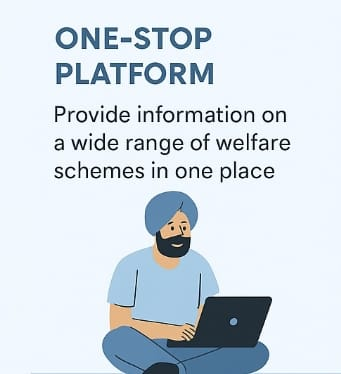 ONE-STOP
PLATFORM
Provide information on
a wide range of welfare
schemes in one place